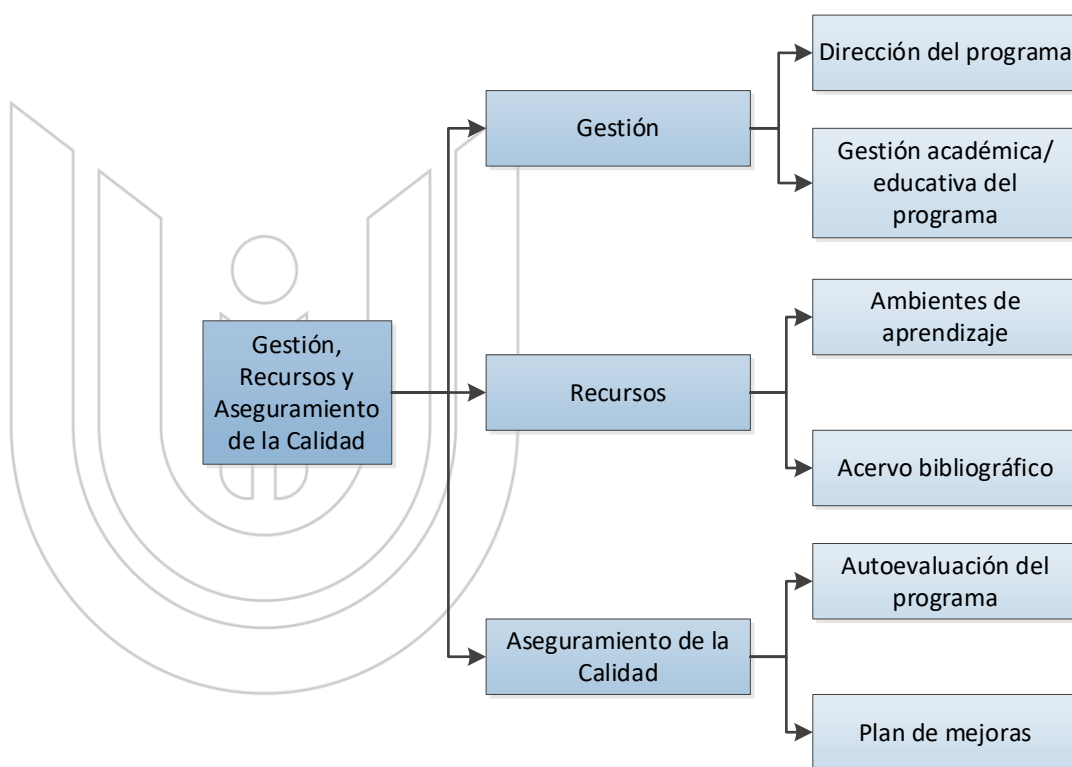 Dirección del programa
Gestión
Gestión académica/
educativa del
programa
Gestión,
Recursos y
Aseguramiento
de la Calidad
Ambientes de
aprendizaje
Recursos
Acervo bibliográfico
Autoevaluación del
programa
Aseguramiento de la
Calidad
Plan de mejoras